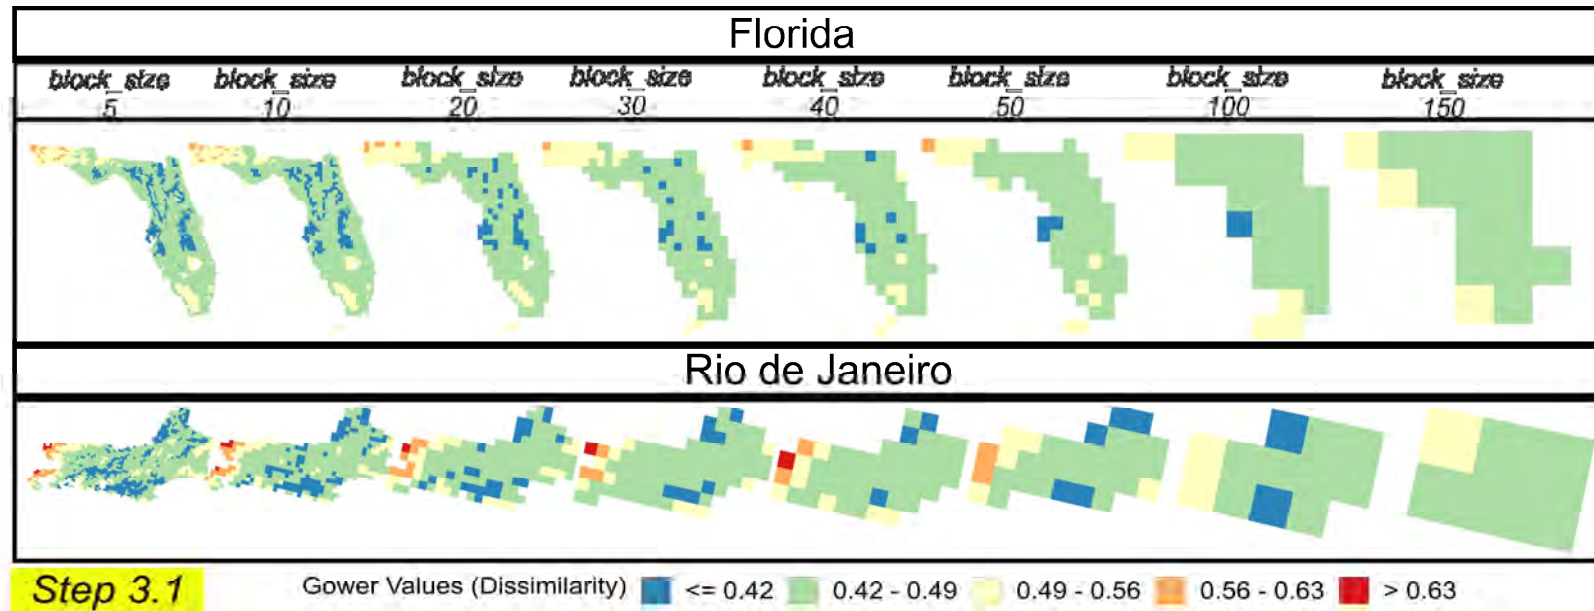 Florida
block_size block_size block_size block_size block_size block_size block_size block_size
5 10 20 30 40 50 100 150
Rio de Janeiro
Step 3.1 Gower Values (Dissimilarity) <= 0.42 0.42 - 0.49 0.49 - 0.56 0.56 - 0.63 > 0.63